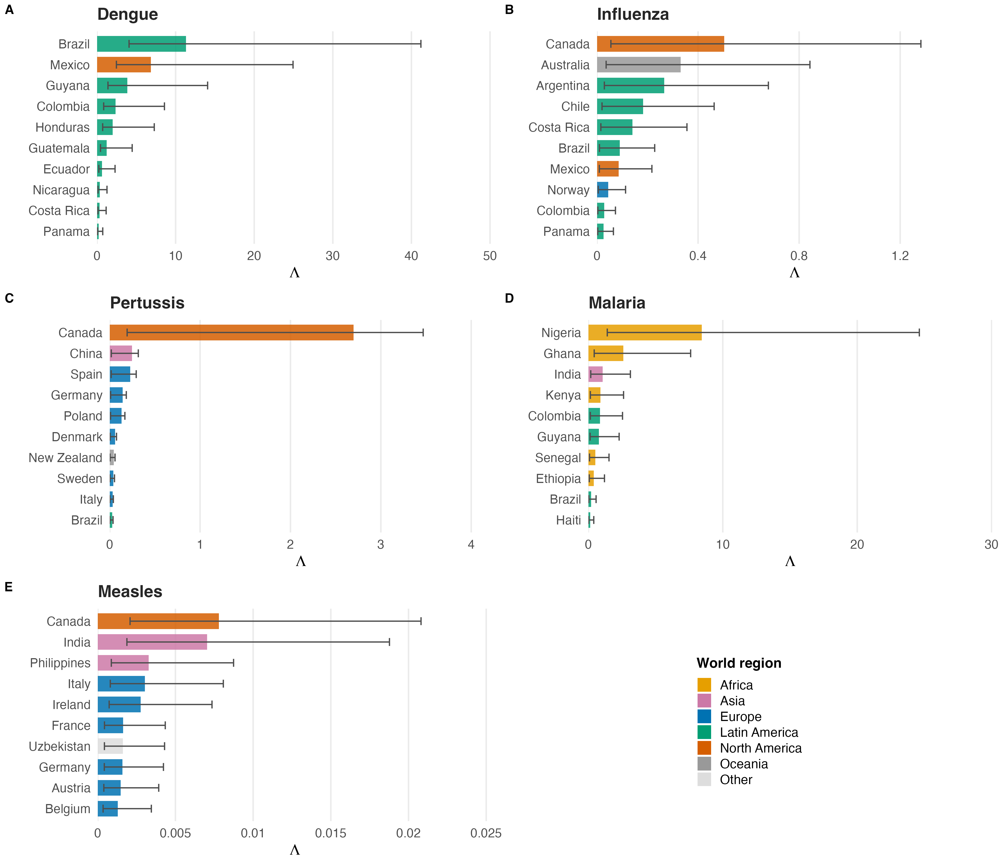 A
Dengue
Brazil
Mexico
Guyana
Colombia
Honduras
Guatemala
Ecuador
Nicaragua
Costa Rica
Panama
0 10 20 30 40 50
Λ
B
Influenza
Canada
Australia
Argentina
Chile
Costa Rica
Brazil
Mexico
Norway
Colombia
Panama
0 0.4 0.8 1.2
Λ
C
Pertussis
Canada
China
Spain
Germany
Poland
Denmark
New Zealand
Sweden
Italy
Brazil
0 1 2 3 4
Λ
D
Malaria
Nigeria
Ghana
India
Kenya
Colombia
Guyana
Senegal
Ethiopia
Brazil
Haiti
0 10 20 30
Λ
E
Measles
Canada
India
Philippines
Italy
Ireland
France
Uzbekistan
Germany
Austria
Belgium
0 0.005 0.01 0.015 0.02 0.025
Λ
World region
Africa
Asia
Europe
Latin America
North America
Oceania
Other